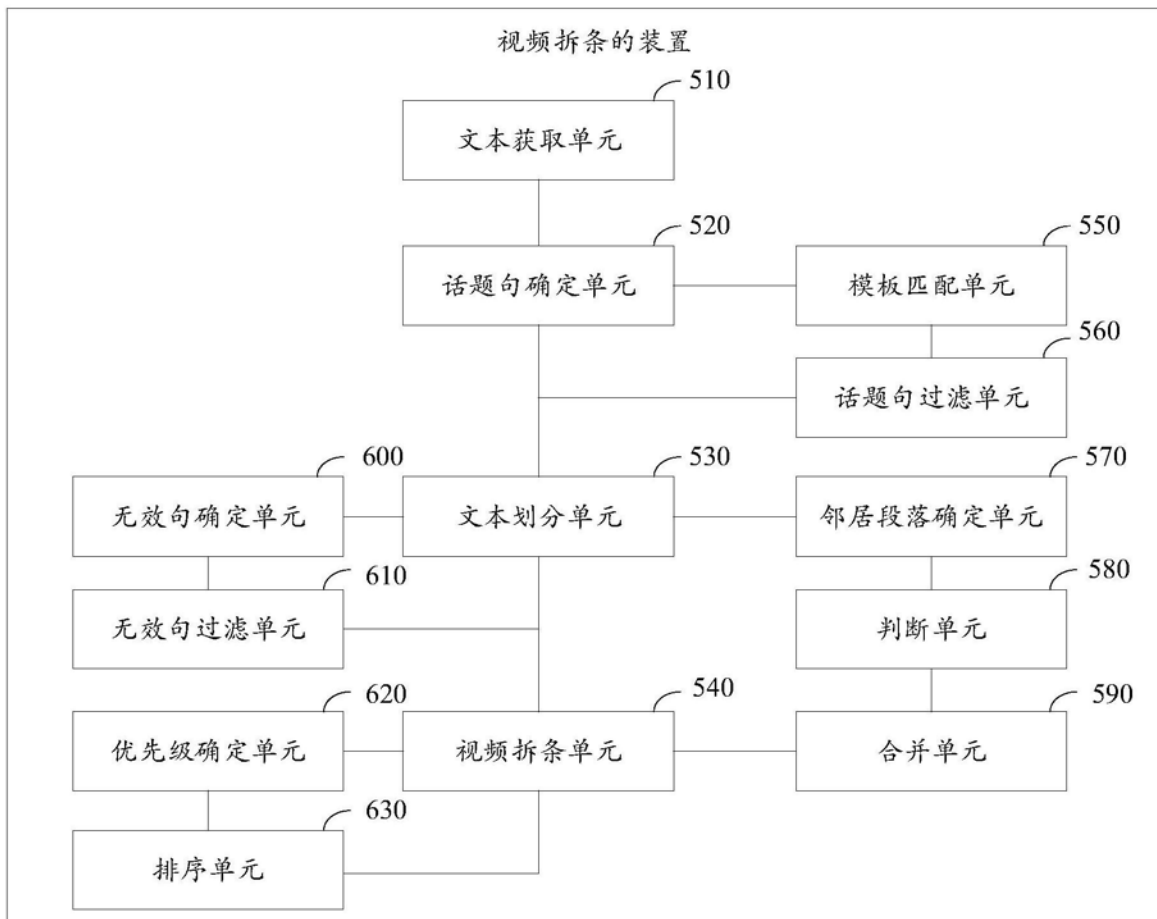 视频拆条的装置
510
文本获取单元
520
550
话题句确定单元
模板匹配单元
560
话题句过滤单元
600
530
570
无效句确定单元
文本划分单元
邻居段落确定单元
610
580
无效句过滤单元
判断单元
620
540
590
优先级确定单元
视频拆条单元
合并单元
630
排序单元